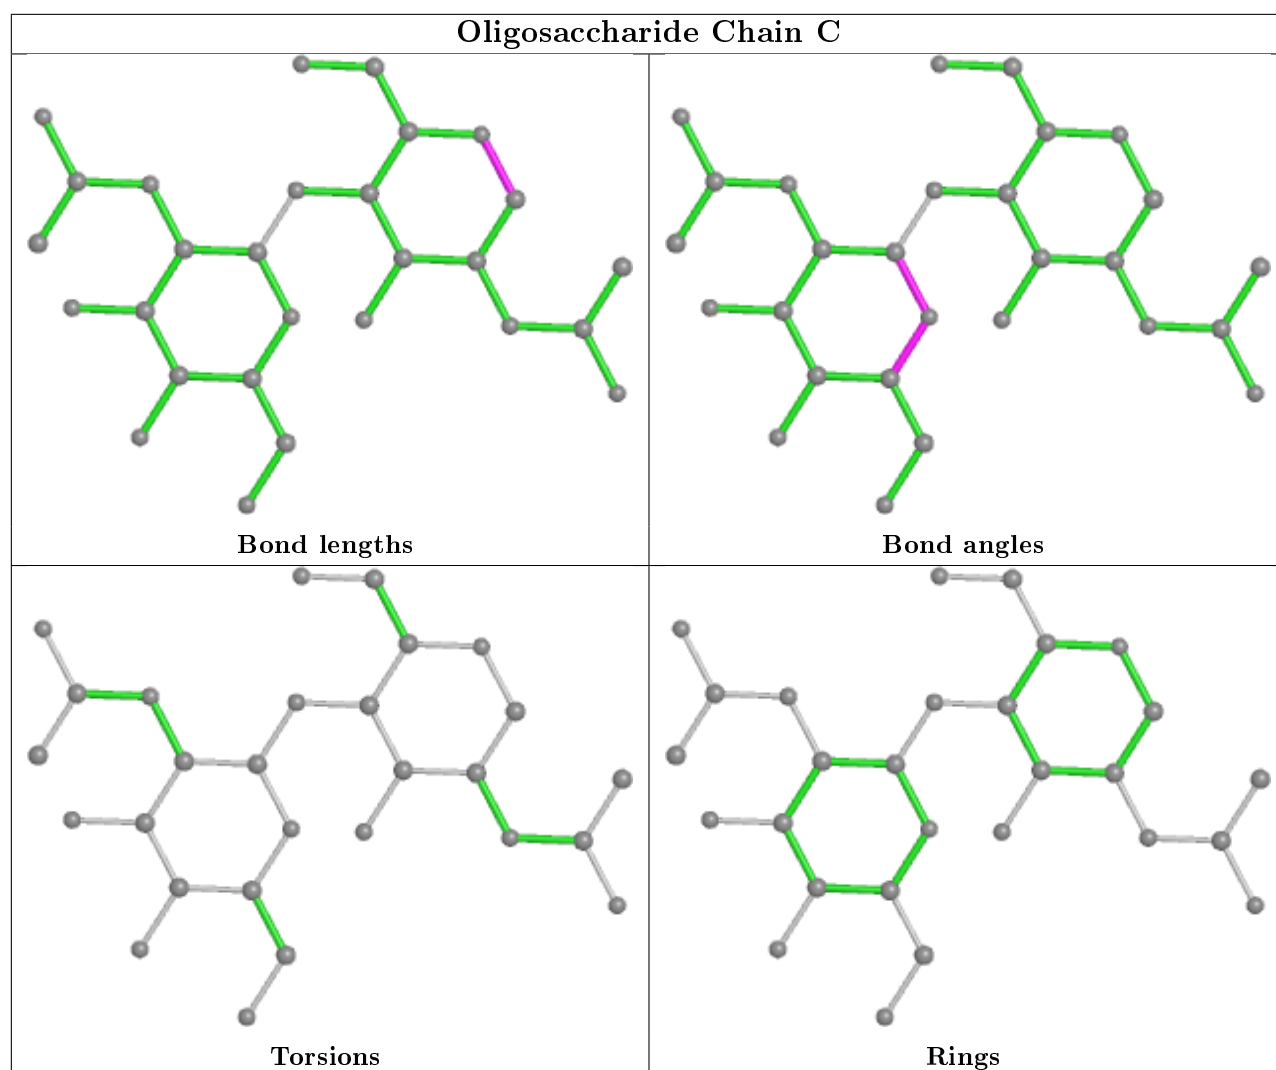 Oligosaccharide Chain C
Bond lengths
Bond angles
Torsions
Rings